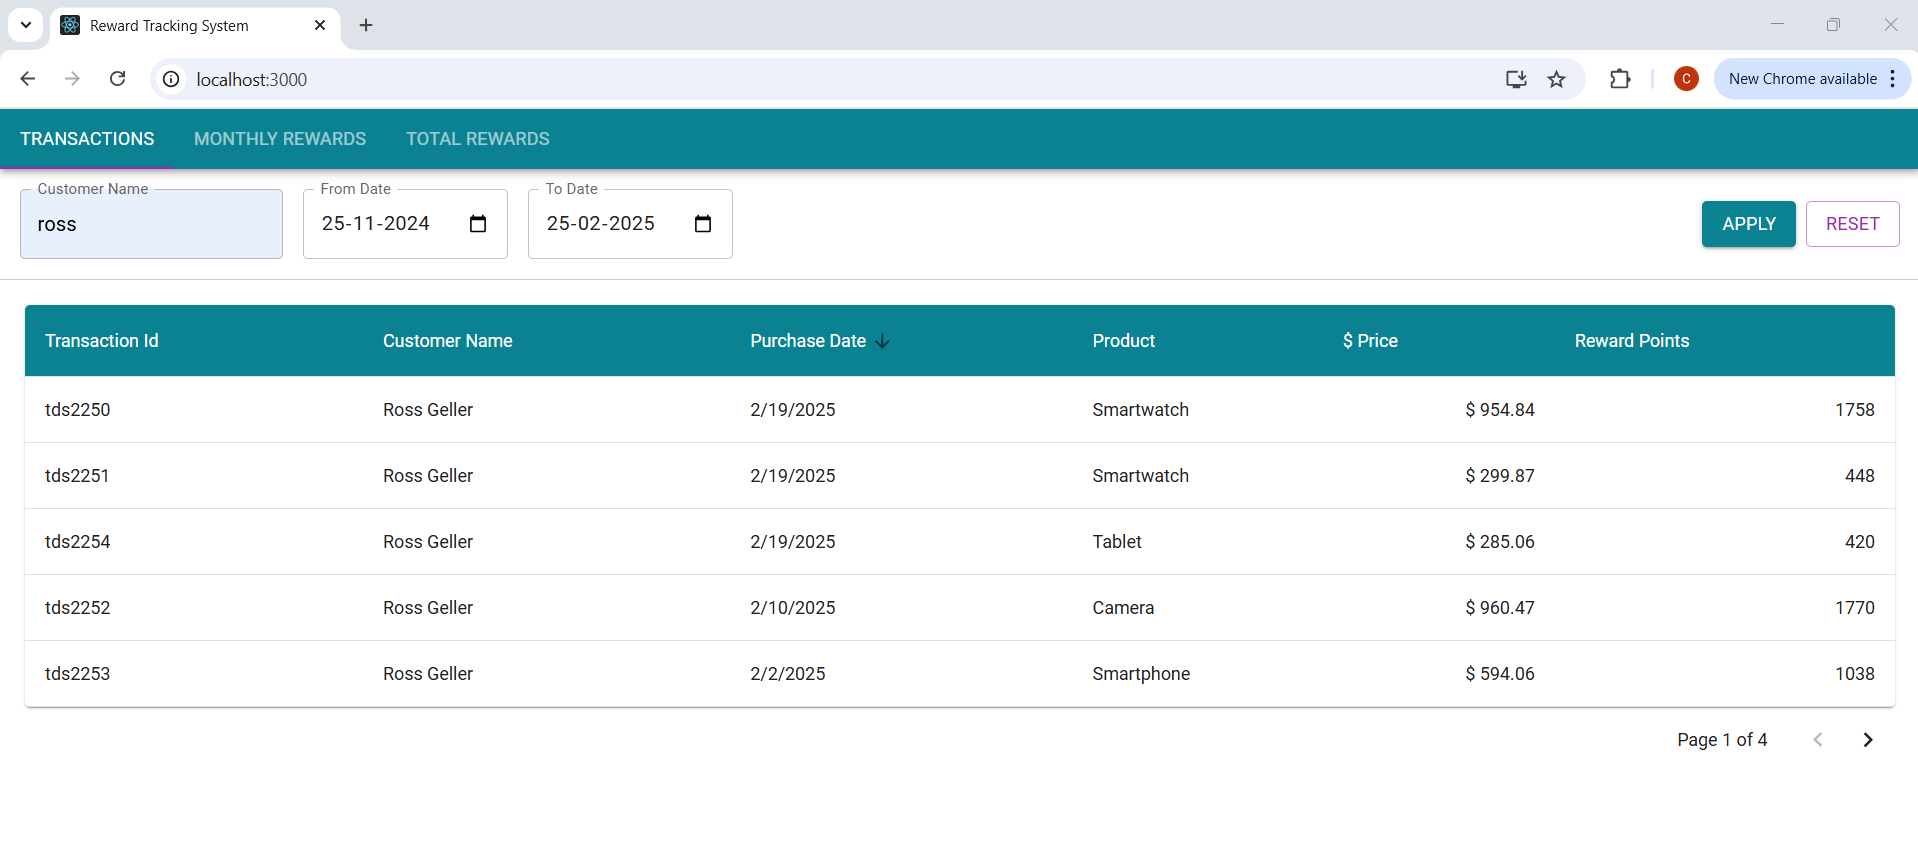 Reward Tracking System
localhost:3000
C
New Chrome available
TRANSACTIONS MONTHLY REWARDS TOTAL REWARDS
Customer Name From Date To Date
ross 25-11-2024 25-02-2025 APPLY RESET
Transaction Id Customer Name Purchase Date Product $ Price Reward Points
tds2250 Ross Geller 2/19/2025 Smartwatch $ 954.84 1758
tds2251 Ross Geller 2/19/2025 Smartwatch $ 299.87 448
tds2254 Ross Geller 2/19/2025 Tablet $ 285.06 420
tds2252 Ross Geller 2/10/2025 Camera $ 960.47 1770
tds2253 Ross Geller 2/2/2025 Smartphone $ 594.06 1038
Page 1 of 4